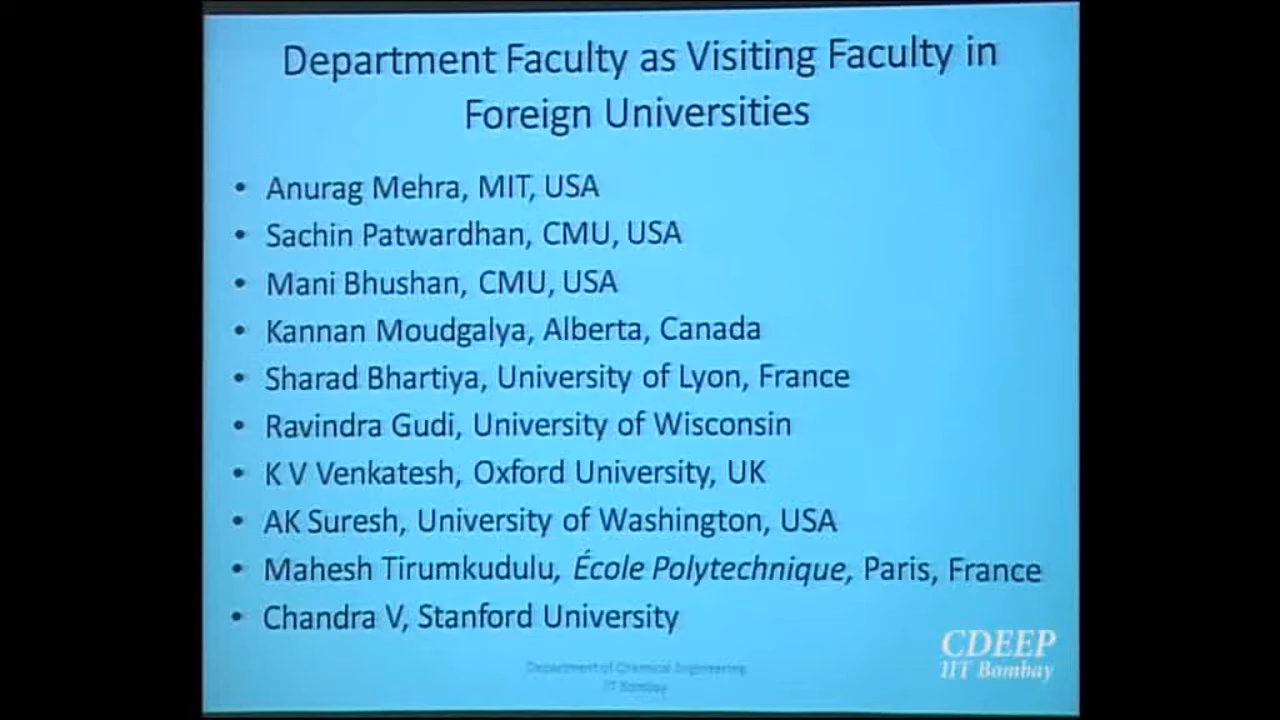 Department Faculty as Visiting Faculty in
Foreign Universities
• Anurag Mehra, MIT, USA
• Sachin Patwardhan, CMU, USA
• Mani Bhushan, CMU, USA
• Kannan Moudgalya, Alberta, Canada
• Sharad Bhartiya, University of Lyon, France
• Ravindra Gudi, University of Wisconsin
• K V Venkatesh, Oxford University, UK
• AK Suresh, University of Washington, USA
• Mahesh Tirumkudulu, École Polytechnique, Paris, France
• Chandra V, Stanford University
Department of Chemical Engineering
IIT Bombay
CDEEP
IIT Bombay